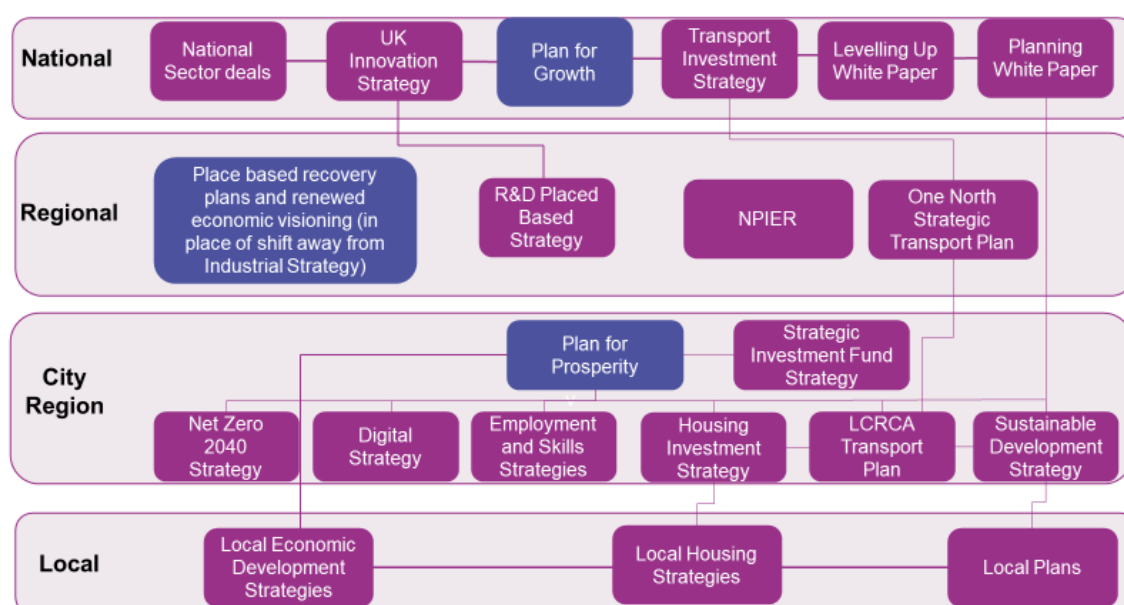 National
National
Sector deals
UK
Innovation
Strategy
Plan for
Growth
Transport
Investment
Strategy
Levelling Up
White Paper
Planning
White Paper
Regional
Place based recovery
plans and renewed
economic visioning (in
place of shift away from
Industrial Strategy)
R&D Placed
Based
Strategy
NPIER
One North
Strategic
Transport Plan
City
Region
Plan for
Prosperity
Strategic
Investment Fund
Strategy
v
Net Zero
2040
Strategy
Digital
Strategy
Employment
and Skills
Strategies
Housing
Investment
Strategy
LCRCA
Transport
Plan
Sustainable
Development
Strategy
Local
Local Economic
Development
Strategies
Local Housing
Strategies
Local Plans